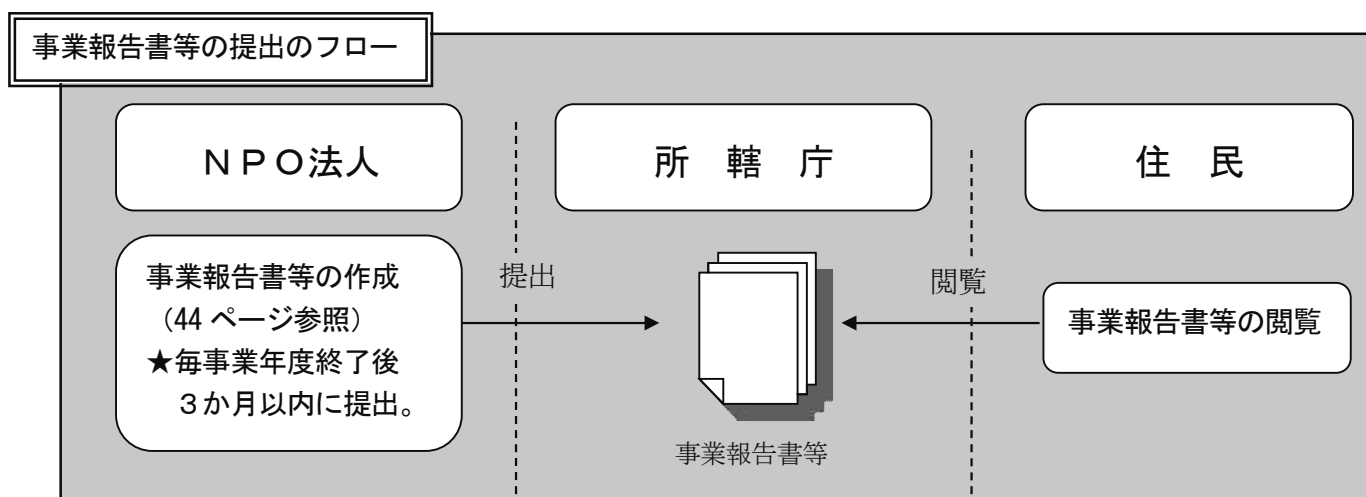 事業報告書等の提出のフロー
ＮＰＯ法人
所　轄　庁
住　民
事業報告書等の作成
（44 ページ参照）
★毎事業年度終了後
３か月以内に提出。
提出
事業報告書等
閲覧
事業報告書等の閲覧